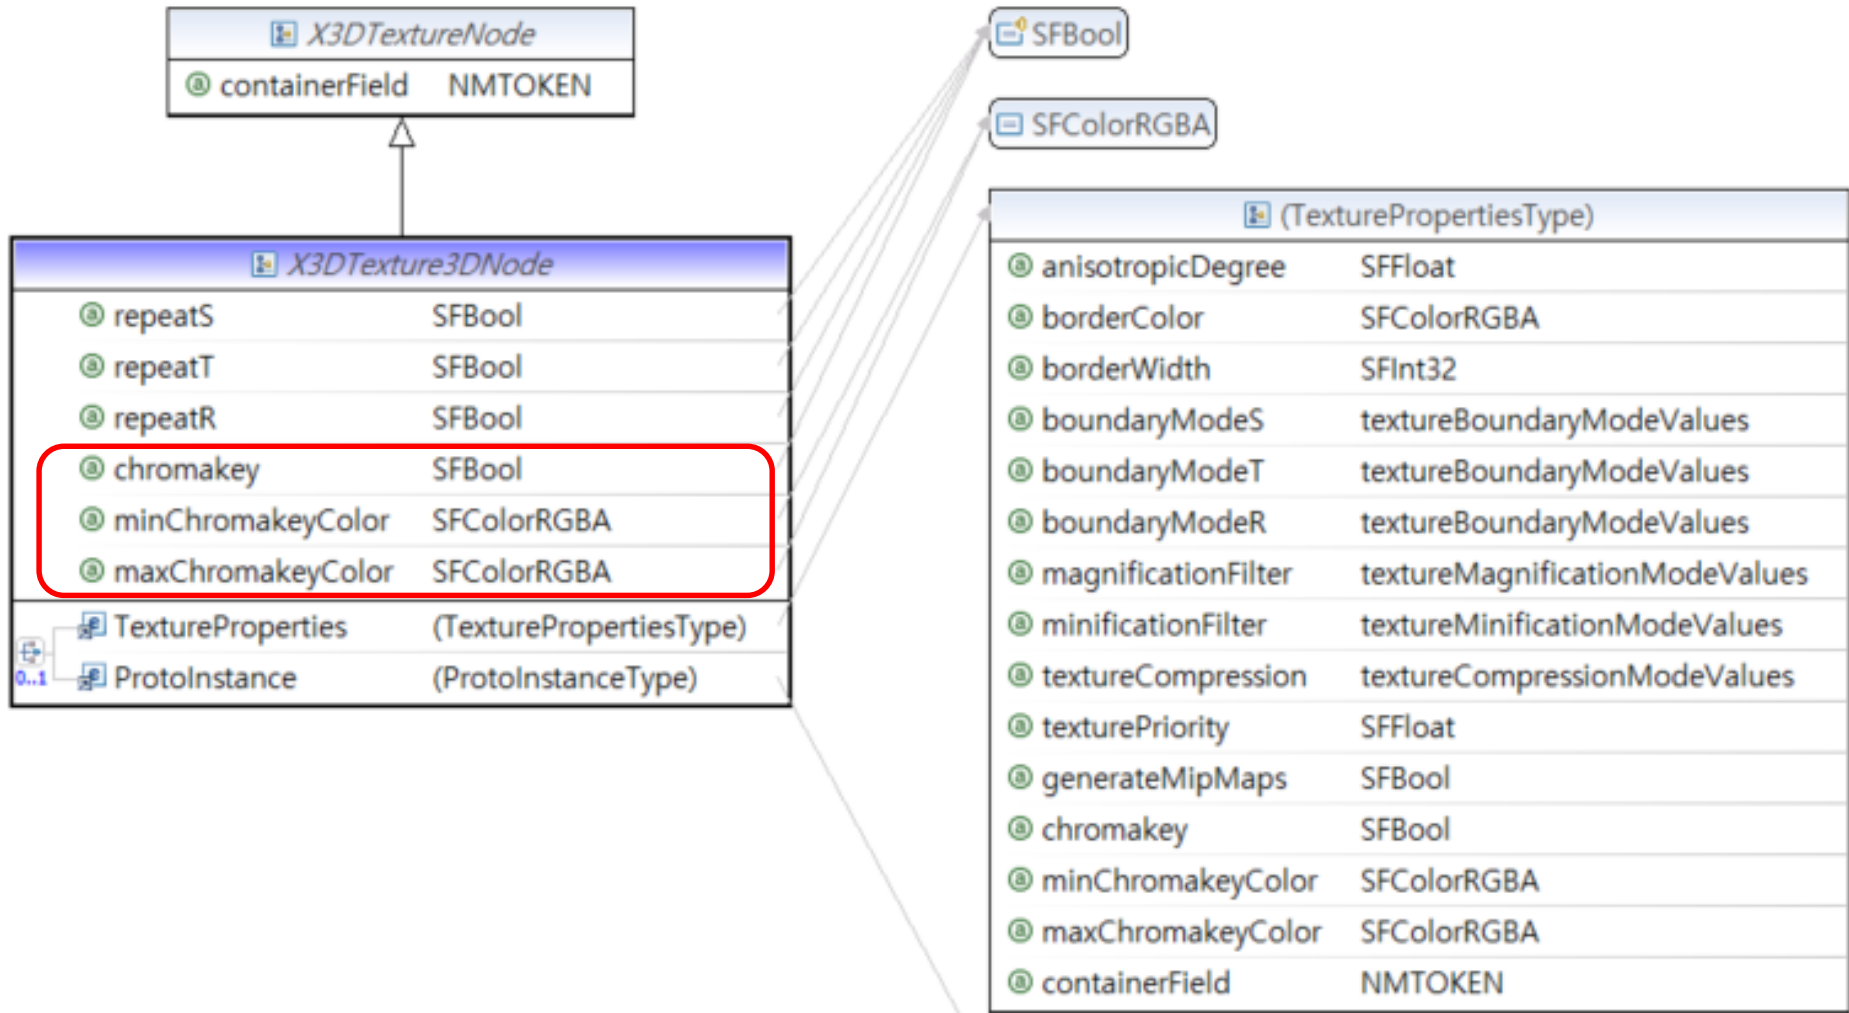 X3DTextureNode
containerField NMTOKEN
X3DTexture3DNode
repeatS SFBool
repeatT SFBool
repeatR SFBool
chromakey SFBool
minChromakeyColor SFColorRGBA
maxChromakeyColor SFColorRGBA
TextureProperties (TexturePropertiesType)
0..1
ProtoInstance (ProtoInstanceType)
SFBool
SFColorRGBA
(TexturePropertiesType)
anisotropicDegree SFFloat
borderColor SFColorRGBA
borderWidth SFInt32
boundaryModeS textureBoundaryModeValues
boundaryModeT textureBoundaryModeValues
boundaryModeR textureBoundaryModeValues
magnificationFilter textureMagnificationModeValues
minificationFilter textureMinificationModeValues
textureCompression textureCompressionModeValues
texturePriority SFFloat
generateMipMaps SFBool
chromakey SFBool
minChromakeyColor SFColorRGBA
maxChromakeyColor SFColorRGBA
containerField NMTOKEN